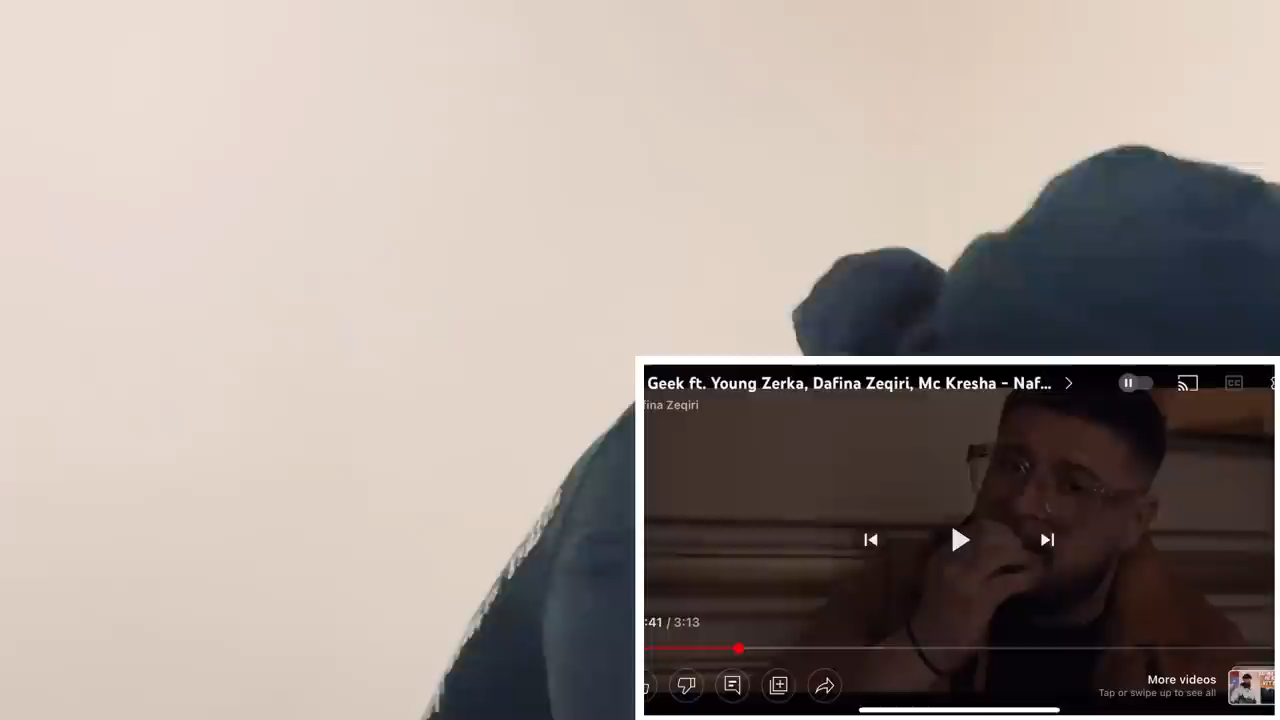 Geek ft. Young Zerka, Dafina Zeqiri, Mc Kresha - Naf...
CC
fina Zeqiri
:41 / 3:13
More videos
Tap or swipe up to see all